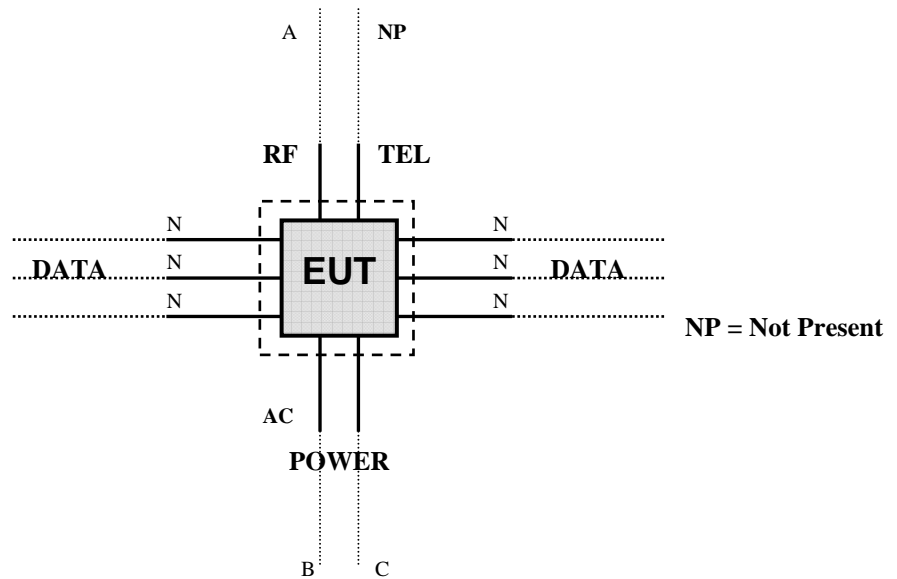 A NP
RF TEL
N N
EUT
DATA N N DATA
N N
NP = Not Present
AC
POWER
B C